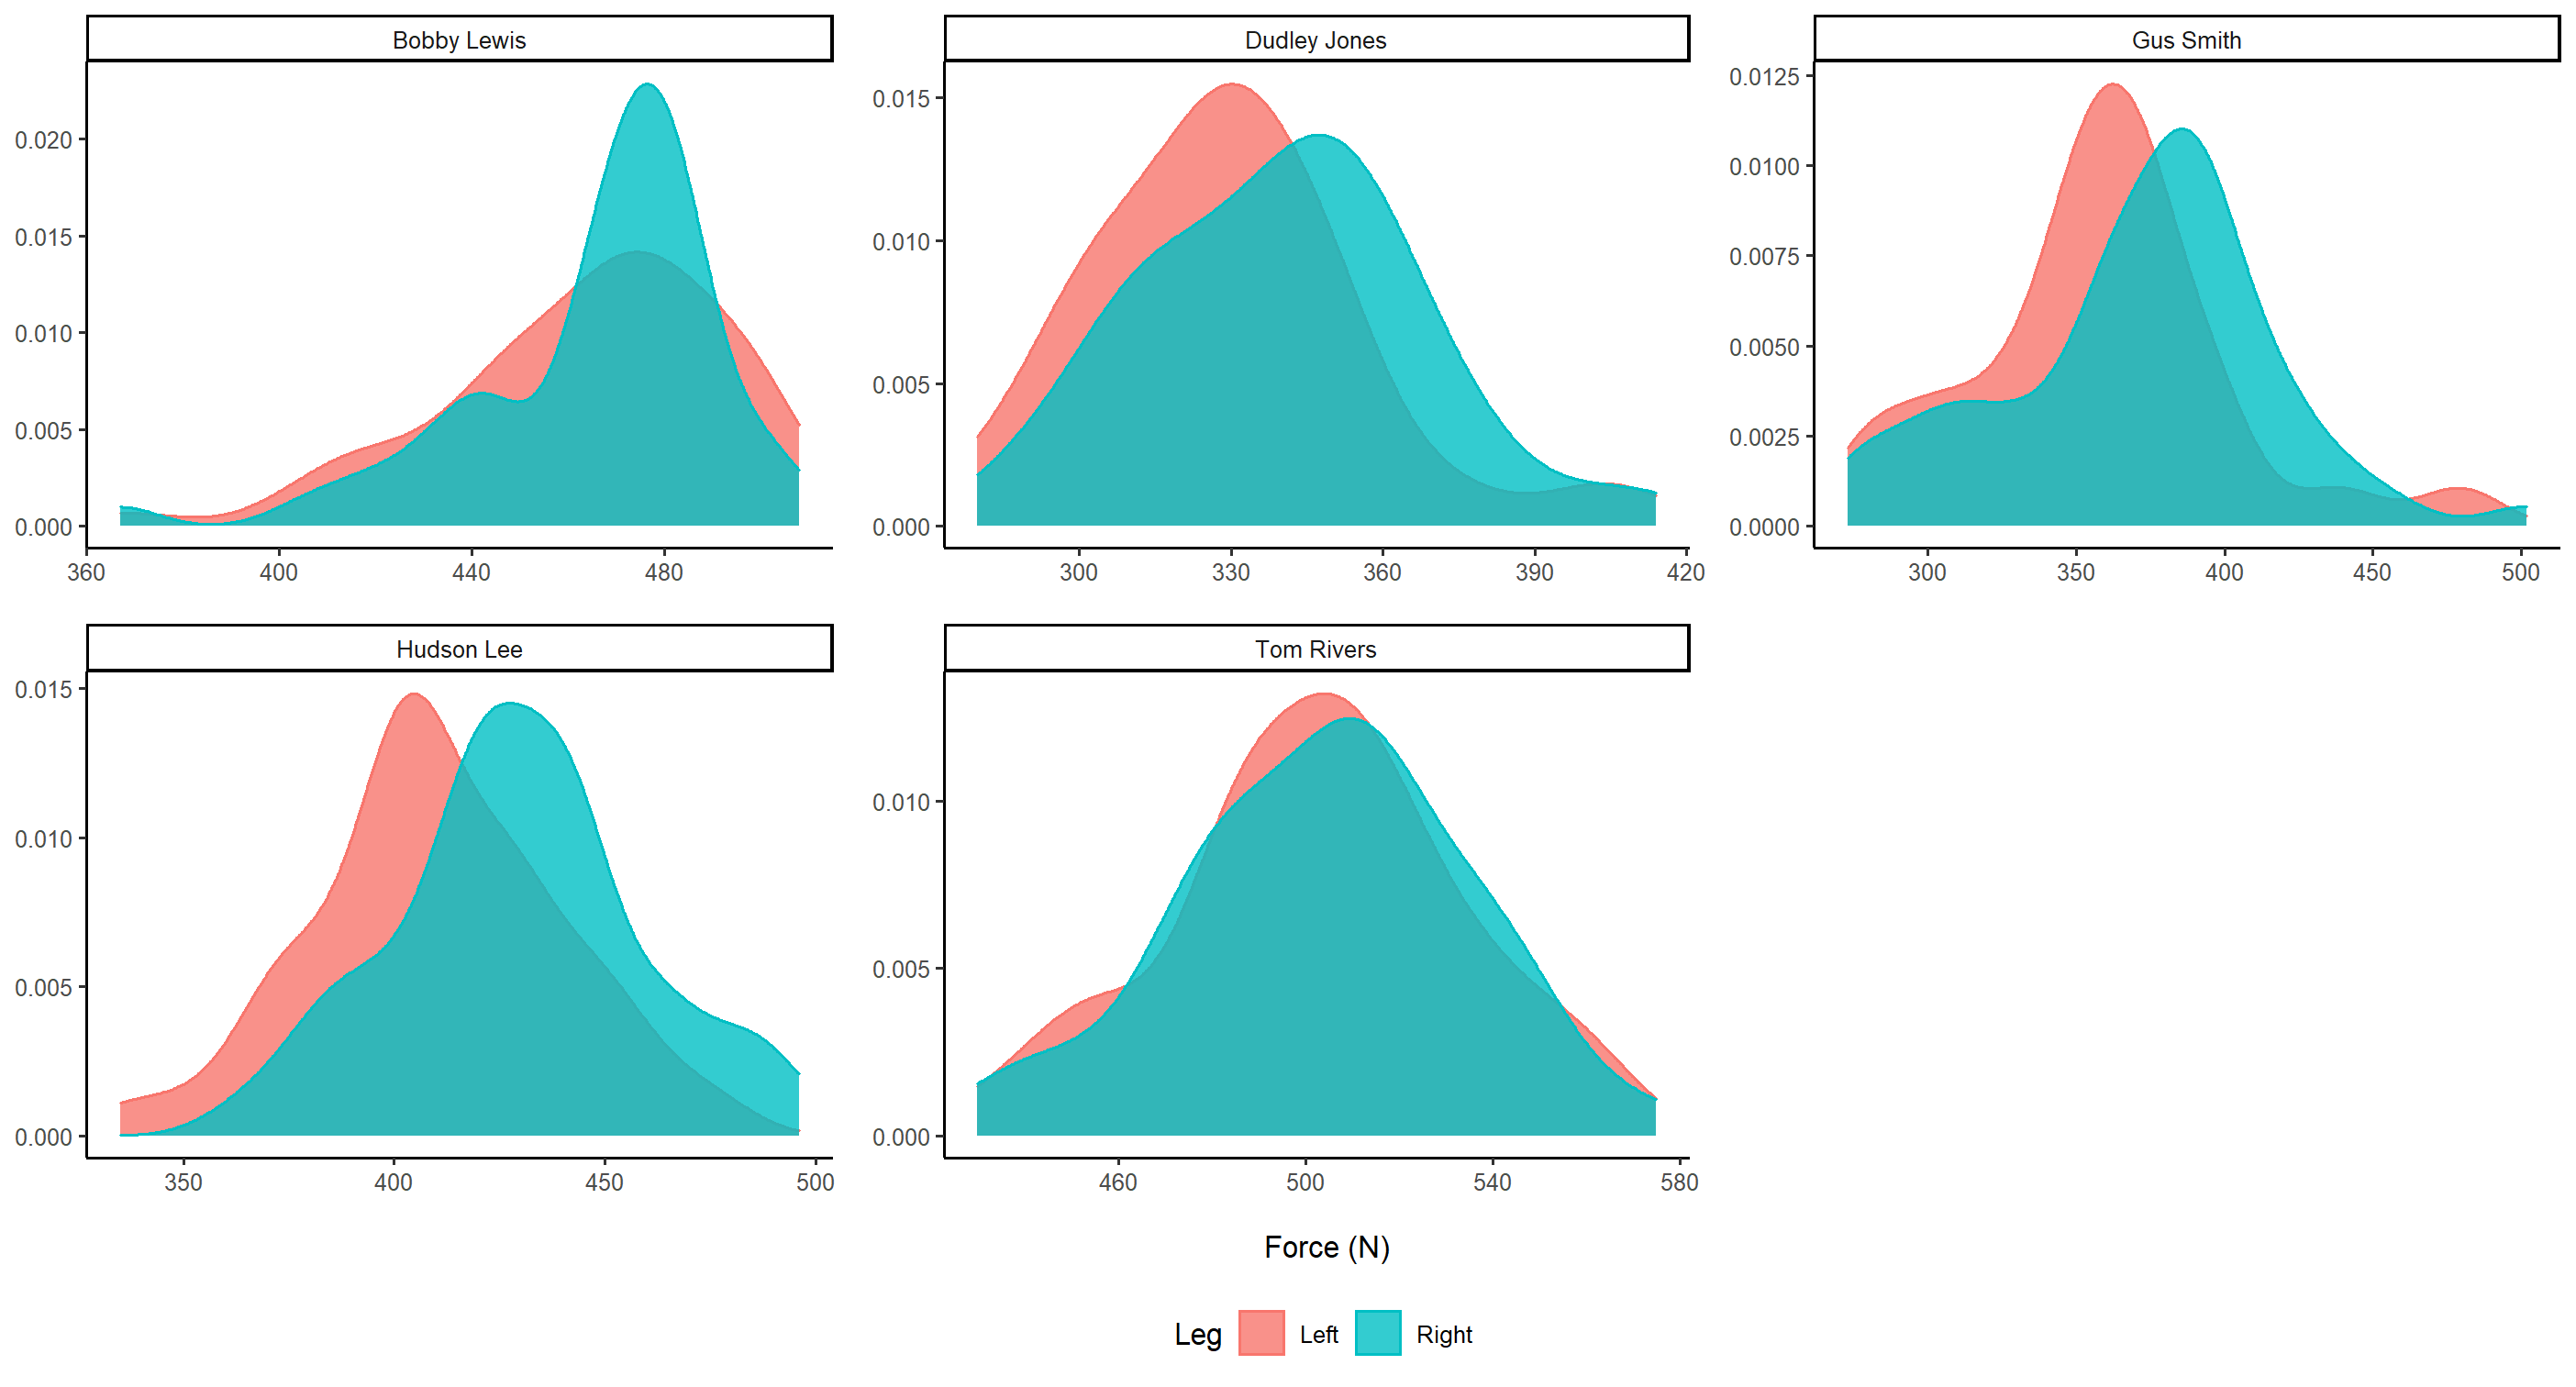 Bobby Lewis
Dudley Jones
Gus Smith
0.020
0.015
0.010
0.005
0.000
360 400 440 480
0.015
0.010
0.005
0.000
300 330 360 390 420
0.0125
0.0100
0.0075
0.0050
0.0025
0.0000
300 350 400 450 500
Hudson Lee
Tom Rivers
0.015
0.010
0.005
0.000
350 400 450 500
0.010
0.005
0.000
460 500 540 580
Force (N)
Leg Left Right